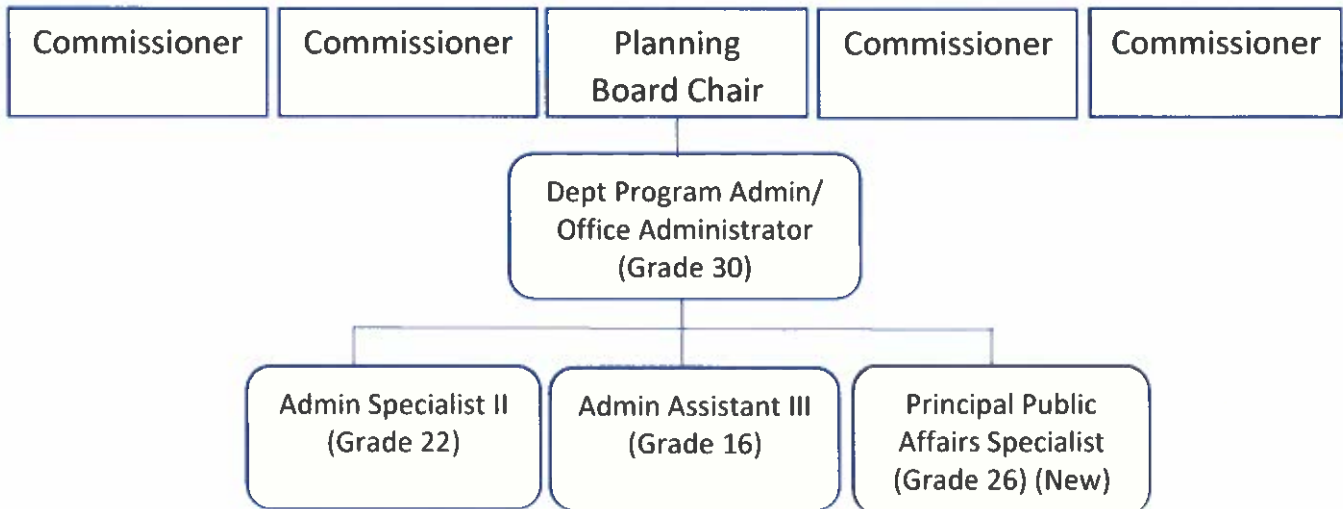 Commissioner
Commissioner
Planning
Board Chair
Commissioner
Commissioner
Dept Program Admin/
Office Administrator
(Grade 30)
Admin Specialist II
(Grade 22)
Admin Assistant III
(Grade 16)
Principal Public
Affairs Specialist
(Grade 26) (New)